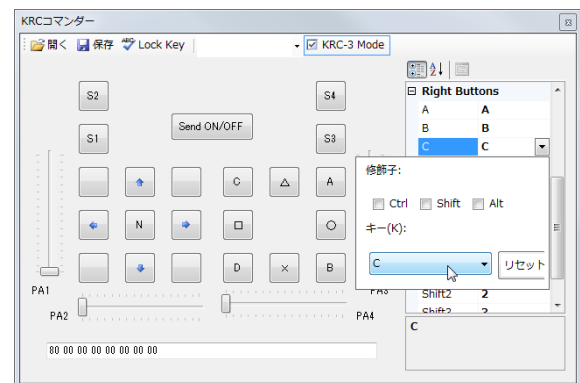 KRCコマンダー
開く 保存 Lock Key KRC-3 Mode
Right Buttons
A A
B B
C C
S2 S4
Send ON/OFF
S1 S3
修飾子:
Ctrl Shift Alt
キー(K):
C リセット
C △ A
N □ ○
D × B
PA1
PA2 PA4
Shift2 2
C
80 00 00 00 00 00 00 00